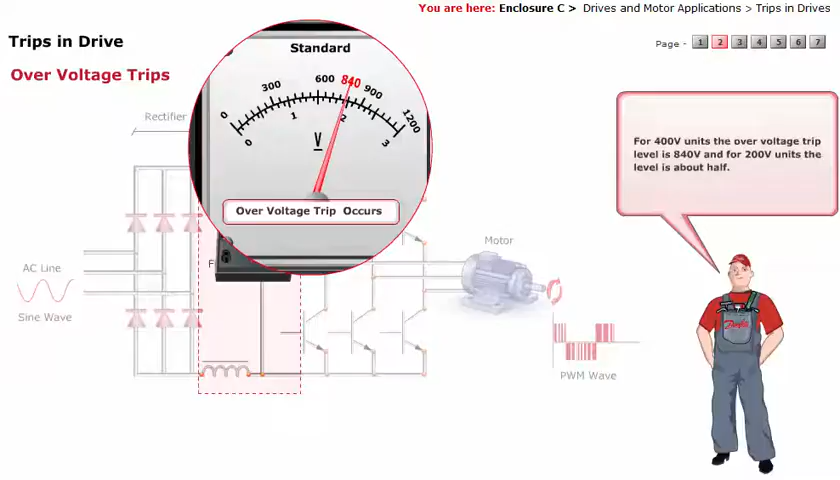 You are here: Enclosure C > Drives and Motor Applications > Trips in Drives
Trips in Drive
Page - 1 2 3 4 5 6 7
Over Voltage Trips
Standard
0 300 600 840 900 1200
0 1 2 3
V
Over Voltage Trip Occurs
Rectifier
For 400V units the over voltage trip
level is 840V and for 200V units the
level is about half.
Motor
AC Line
Sine Wave
PWM Wave
Danfoss